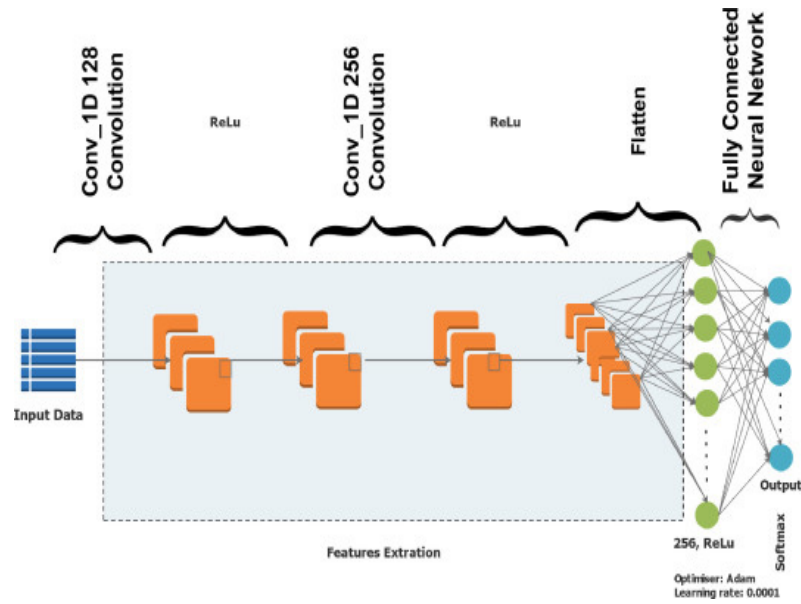 Conv_1D 128
Convolution
ReLu
Conv_1D 256
Convolution
ReLu
Flatten
Fully Connected
Neural Network
Input Data
Output
Softmax
256, ReLu
Features Extration
Optimiser: Adam
Learning rate: 0.0001